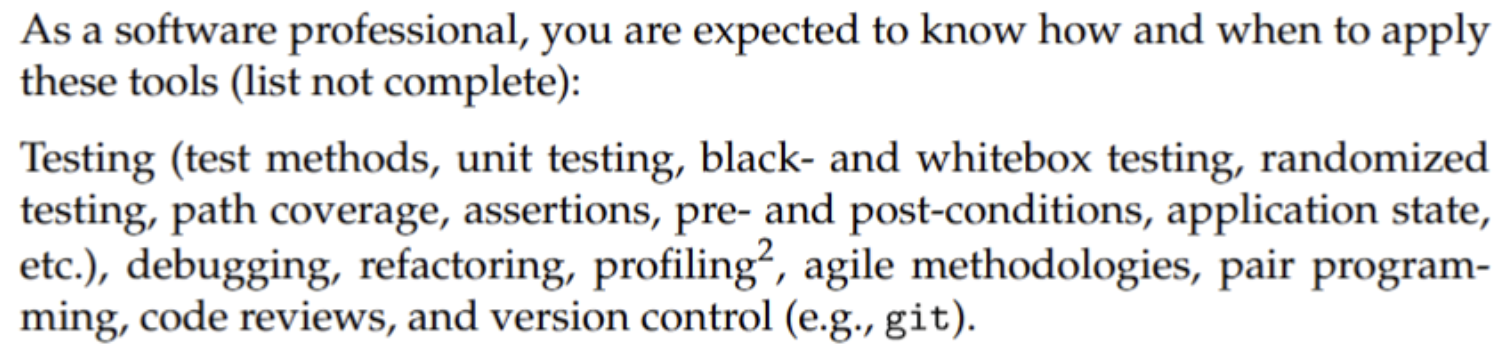 As a software professional, you are expected to know how and when to apply
these tools (list not complete):
Testing (test methods, unit testing, black- and whitebox testing, randomized
testing, path coverage, assertions, pre- and post-conditions, application state,
etc.), debugging, refactoring, profiling², agile methodologies, pair program-
ming, code reviews, and version control (e.g., git).